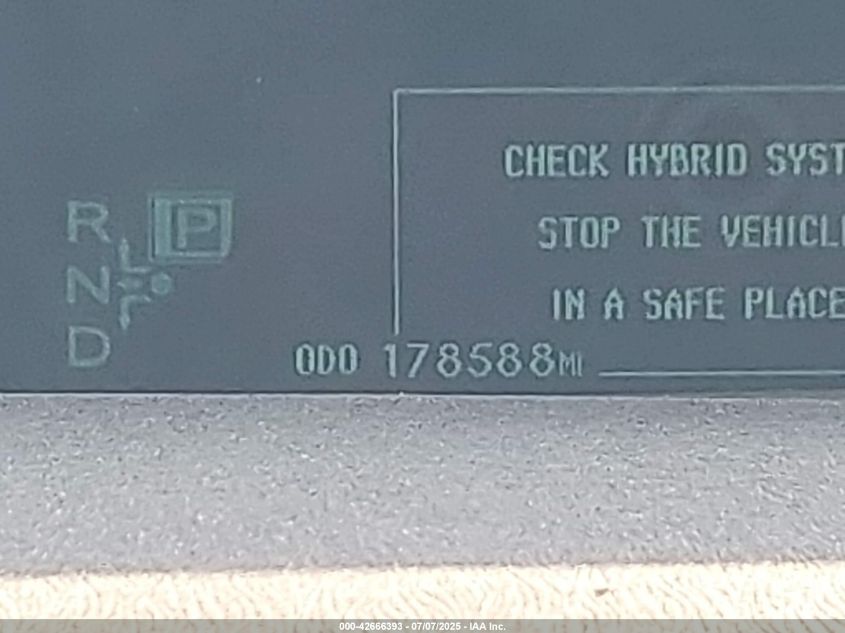 CHECK HYBRID SYST
STOP THE VEHICL
IN A SAFE PLACE
R
P
N
D
ODO 178588MI
000-42666393 - 07/07/2025 - IAA Inc.